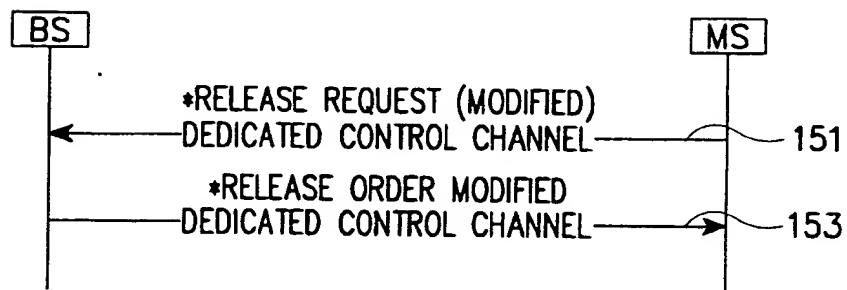 BS
MS
*RELEASE REQUEST (MODIFIED)
DEDICATED CONTROL CHANNEL
151
*RELEASE ORDER MODIFIED
DEDICATED CONTROL CHANNEL
153